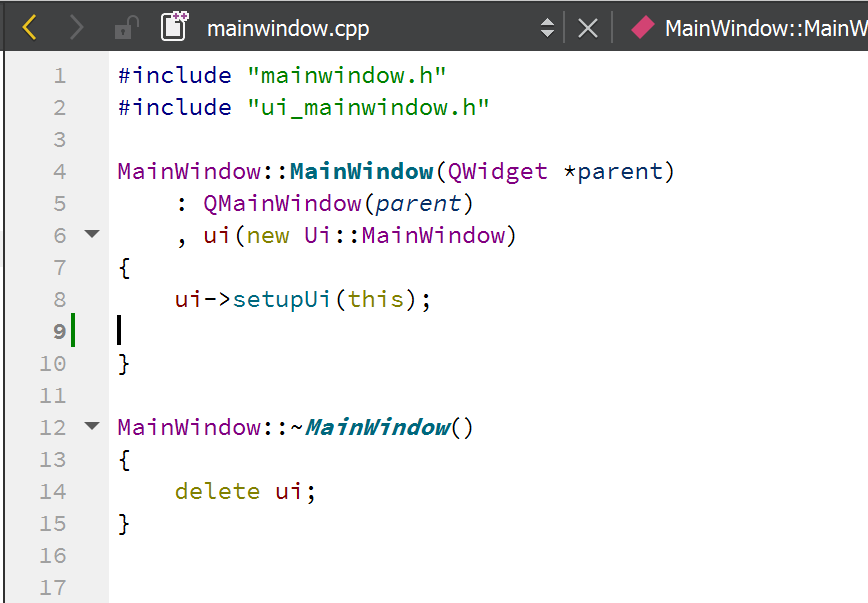 mainwindow.cpp MainWindow::MainW
1 #include "mainwindow.h"
2 #include "ui_mainwindow.h"
3
4 MainWindow::MainWindow(QWidget *parent)
5     : QMainWindow(parent)
6     , ui(new Ui::MainWindow)
7 {
8     ui->setupUi(this);
9
10 }
11
12 MainWindow::~MainWindow()
13 {
14     delete ui;
15 }
16
17